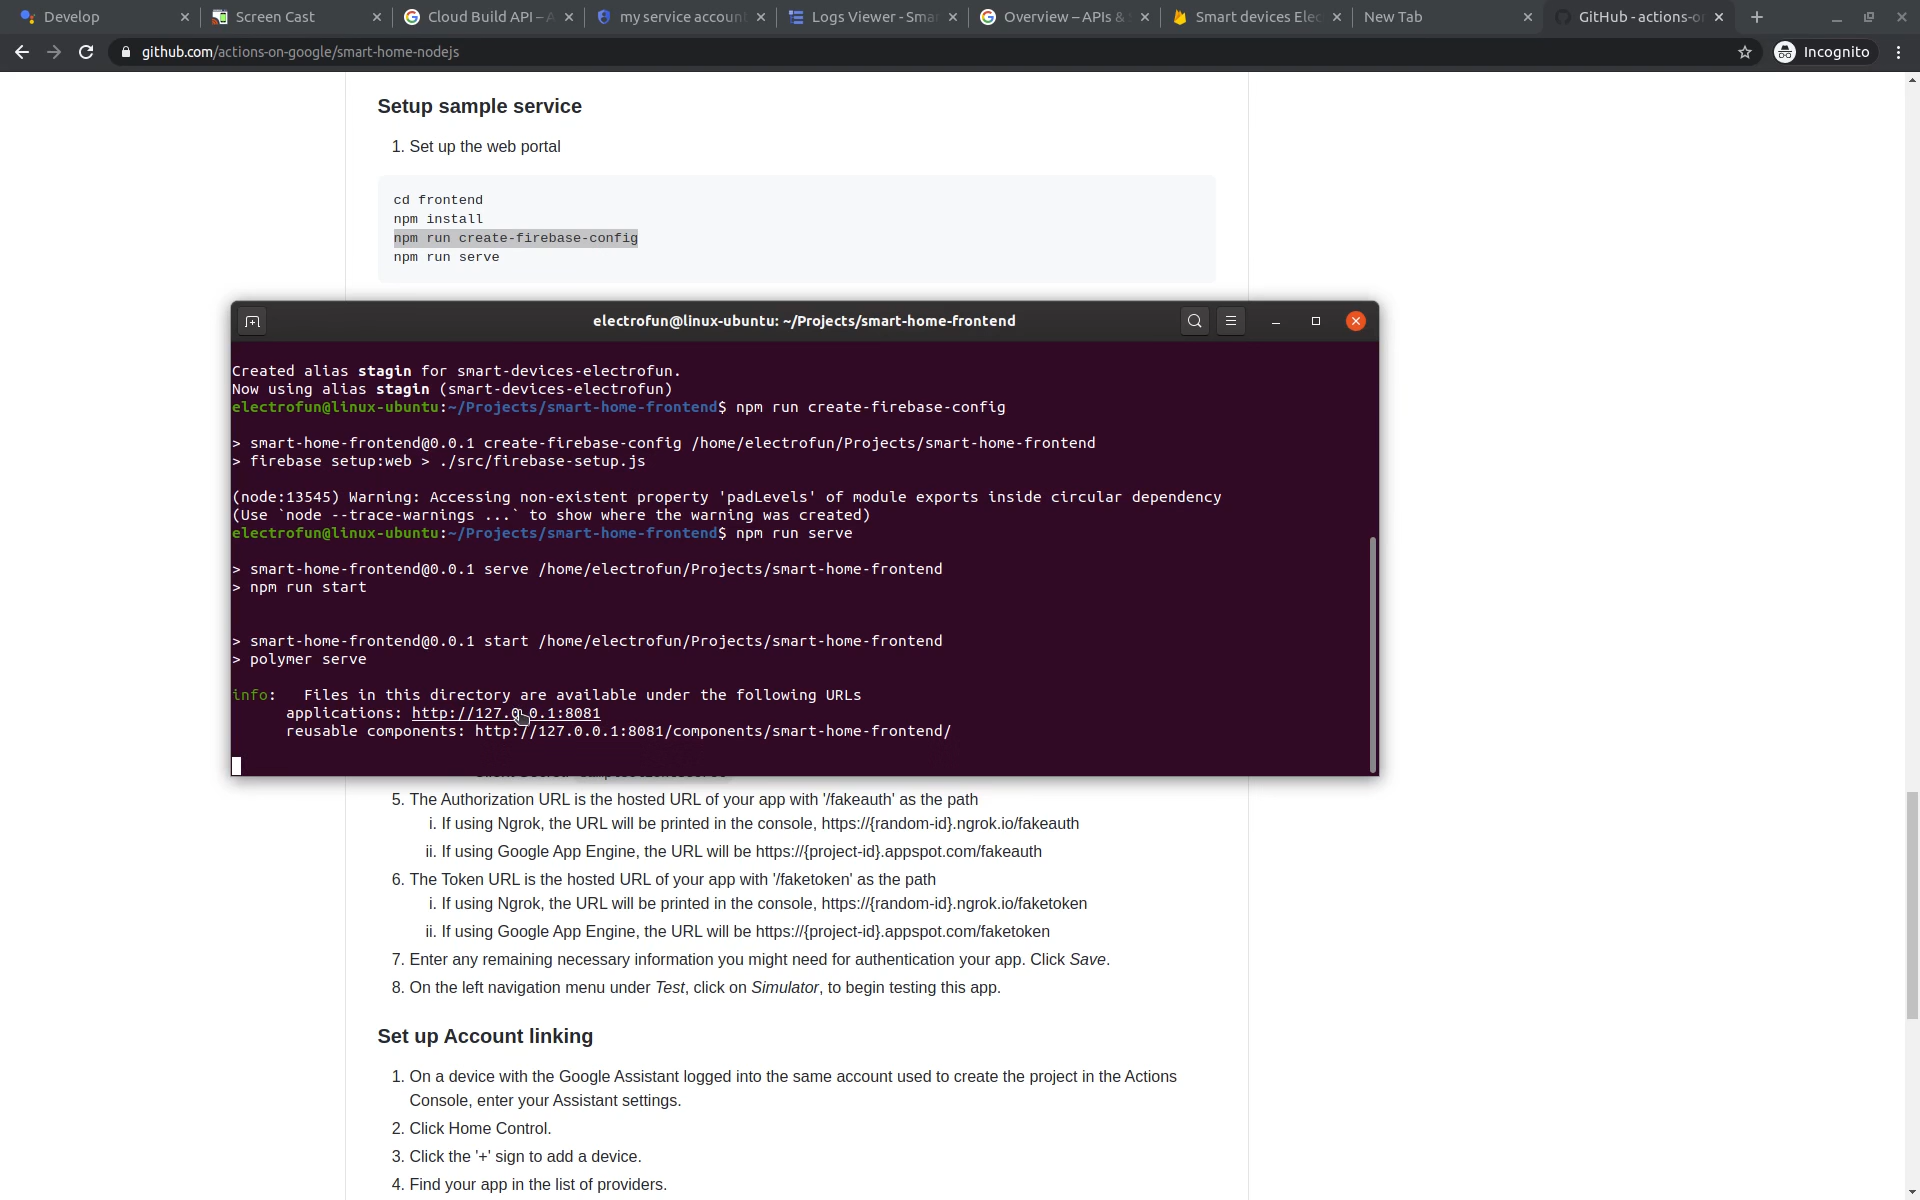 Develop
Screen Cast
Cloud Build API – A
my service accoun
Logs Viewer - Sma
Overview – APIs &
Smart devices Elec
New Tab
GitHub - actions-o
github.com/actions-on-google/smart-home-nodejs
Incognito
Setup sample service
1. Set up the web portal
cd frontend
npm install
npm run create-firebase-config
npm run serve
electrofun@linux-ubuntu: ~/Projects/smart-home-frontend
Created alias stagin for smart-devices-electrofun.
Now using alias stagin (smart-devices-electrofun)
electrofun@linux-ubuntu:~/Projects/smart-home-frontend$ npm run create-firebase-config
> smart-home-frontend@0.0.1 create-firebase-config /home/electrofun/Projects/smart-home-frontend
> firebase setup:web > ./src/firebase-setup.js
(node:13545) Warning: Accessing non-existent property 'padLevels' of module exports inside circular dependency
(Use `node --trace-warnings ...` to show where the warning was created)
electrofun@linux-ubuntu:~/Projects/smart-home-frontend$ npm run serve
> smart-home-frontend@0.0.1 serve /home/electrofun/Projects/smart-home-frontend
> npm run start
> smart-home-frontend@0.0.1 start /home/electrofun/Projects/smart-home-frontend
> polymer serve
info:   Files in this directory are available under the following URLs
applications: http://127.0.0.1:8081
reusable components: http://127.0.0.1:8081/components/smart-home-frontend/
5. The Authorization URL is the hosted URL of your app with '/fakeauth' as the path
i. If using Ngrok, the URL will be printed in the console, https://{random-id}.ngrok.io/fakeauth
ii. If using Google App Engine, the URL will be https://{project-id}.appspot.com/fakeauth
6. The Token URL is the hosted URL of your app with '/faketoken' as the path
i. If using Ngrok, the URL will be printed in the console, https://{random-id}.ngrok.io/faketoken
ii. If using Google App Engine, the URL will be https://{project-id}.appspot.com/faketoken
7. Enter any remaining necessary information you might need for authentication your app. Click Save.
8. On the left navigation menu under Test, click on Simulator, to begin testing this app.
Set up Account linking
1. On a device with the Google Assistant logged into the same account used to create the project in the Actions
Console, enter your Assistant settings.
2. Click Home Control.
3. Click the '+' sign to add a device.
4. Find your app in the list of providers.